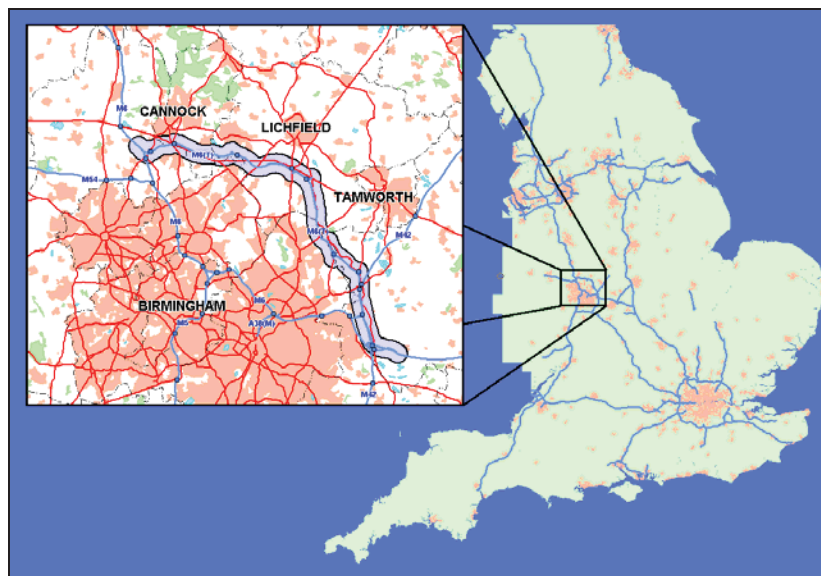 M6
CANNOCK
LICHFIELD
M6(T)
M54
TAMWORTH
M6
M6(T)
M42
BIRMINGHAM
M6
M5
A38(M)
M42